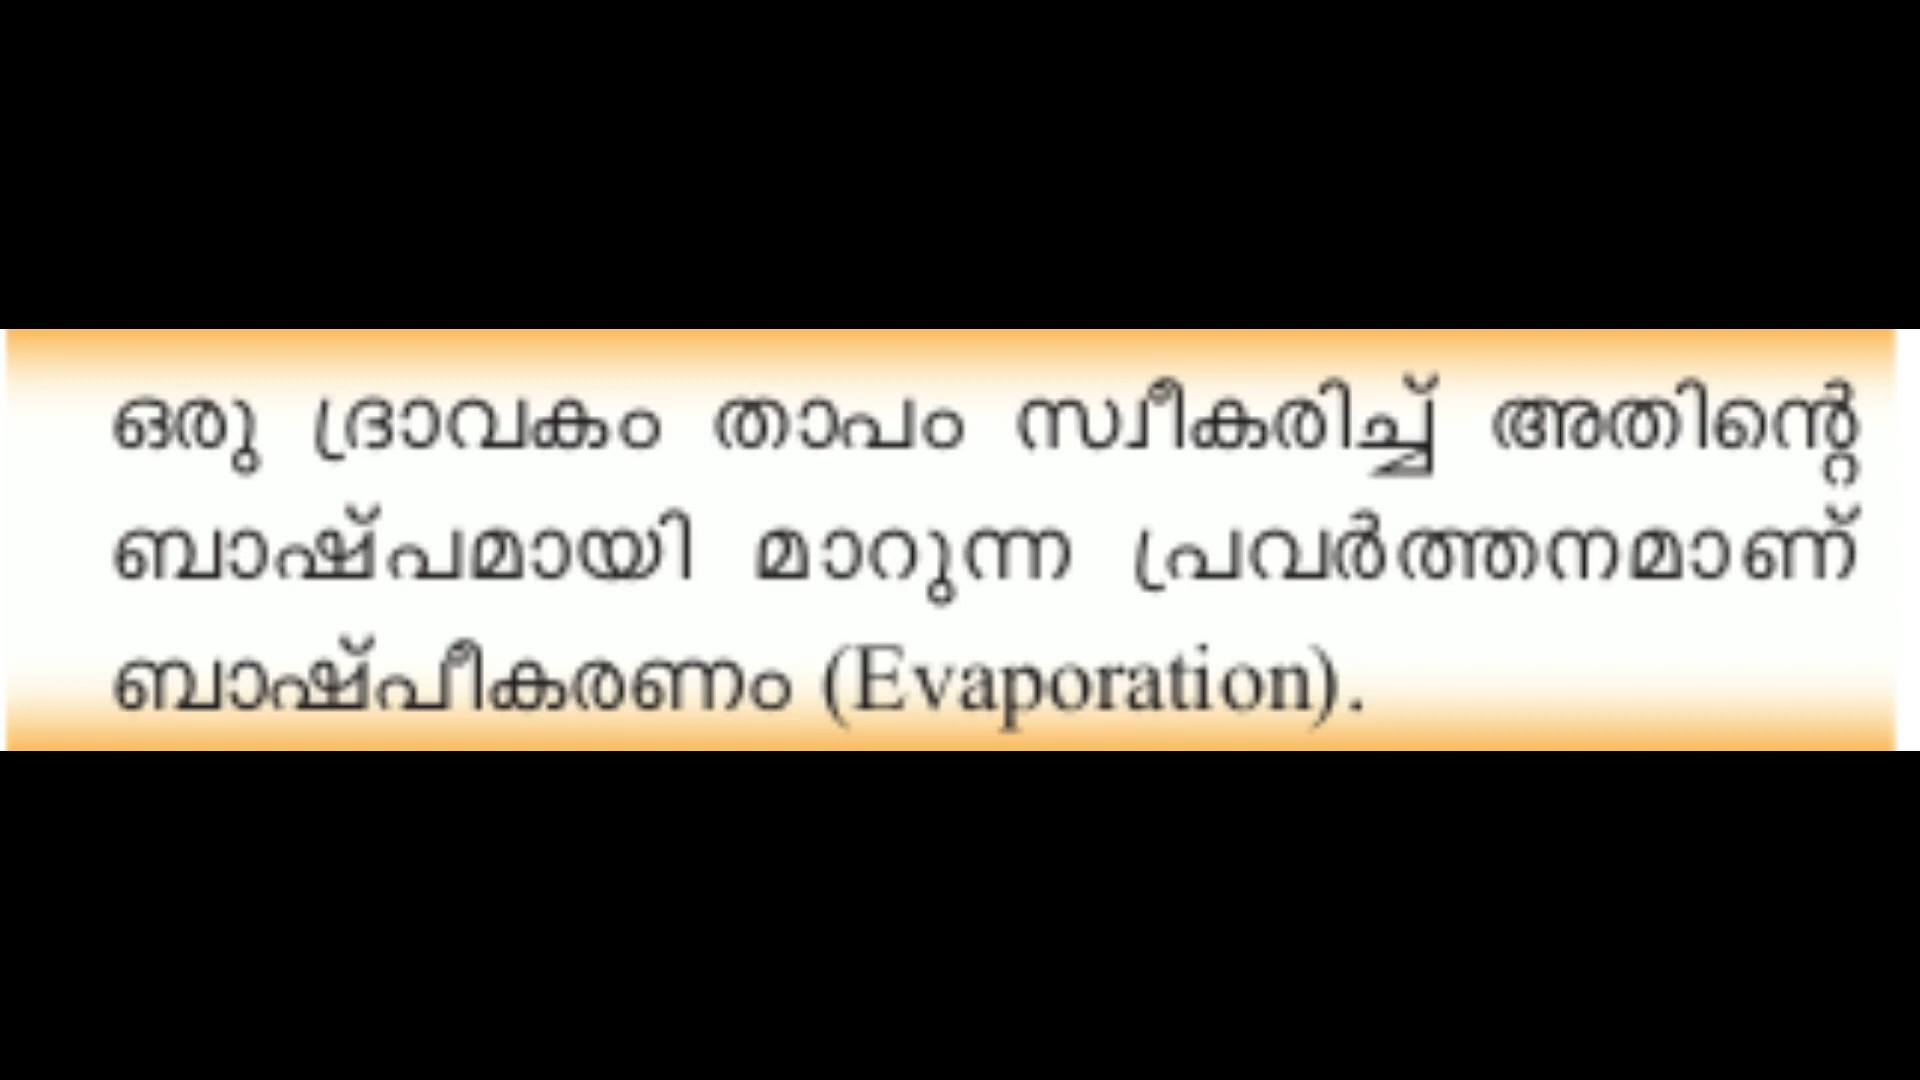 ഒരു ദ്രാവകം താപം സ്വീകരിച്ച് അതിന്റെ
ബാഷ്പമായി മാറുന്ന പ്രവർത്തനമാണ്
ബാഷ്പീകരണം (Evaporation).